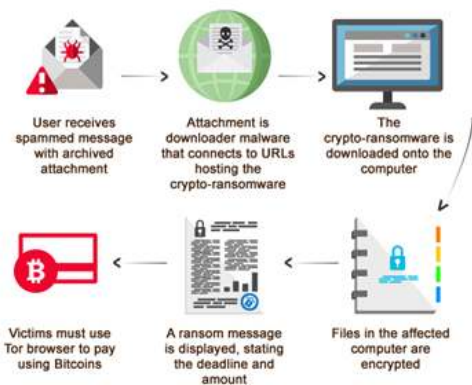 User receives
spammed message
with archived
attachment
Attachment is
downloader malware
that connects to URLs
hosting the
crypto-ransomware
The
crypto-ransomware is
downloaded onto the
computer
Files in the affected
computer are
encrypted
A ransom message
is displayed, stating
the deadline and
amount
Victims must use
Tor browser to pay
using Bitcoins